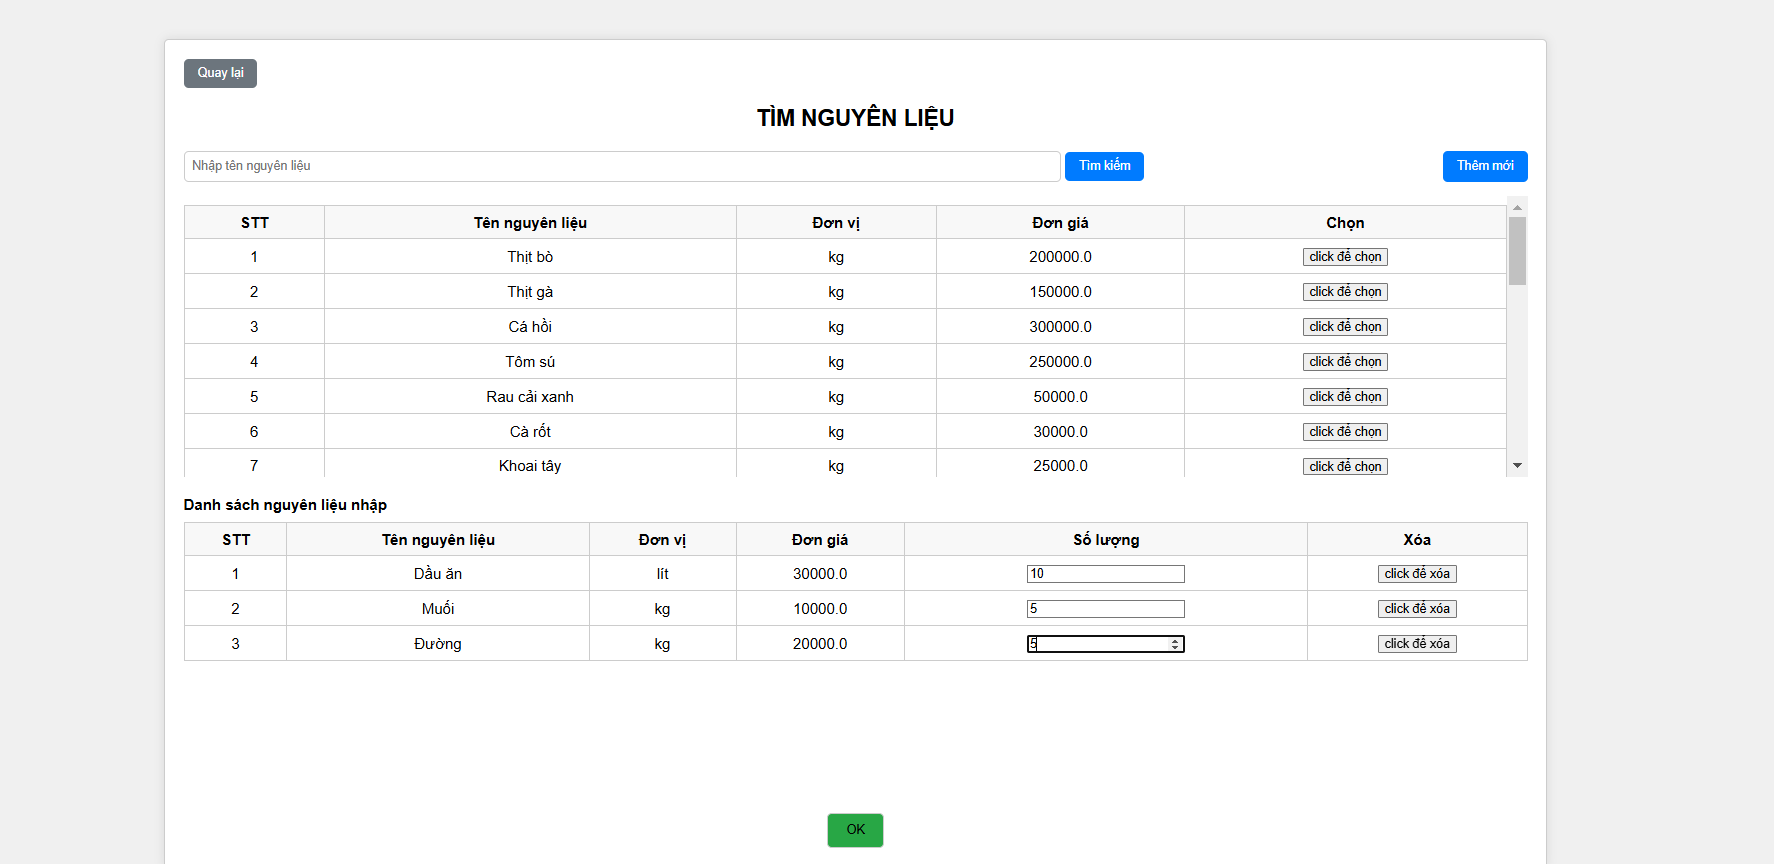 Quay lại
TÌM NGUYÊN LIỆU
Nhập tên nguyên liệu Tìm kiếm Thêm mới
STT Tên nguyên liệu Đơn vị Đơn giá Chọn
1 Thịt bò kg 200000.0 click để chọn
2 Thịt gà kg 150000.0 click để chọn
3 Cá hồi kg 300000.0 click để chọn
4 Tôm sú kg 250000.0 click để chọn
5 Rau cải xanh kg 50000.0 click để chọn
6 Cà rốt kg 30000.0 click để chọn
7 Khoai tây kg 25000.0 click để chọn
Danh sách nguyên liệu nhập
STT Tên nguyên liệu Đơn vị Đơn giá Số lượng Xóa
1 Dầu ăn lít 30000.0 10 click để xóa
2 Muối kg 10000.0 5 click để xóa
3 Đường kg 20000.0 5 click để xóa
OK